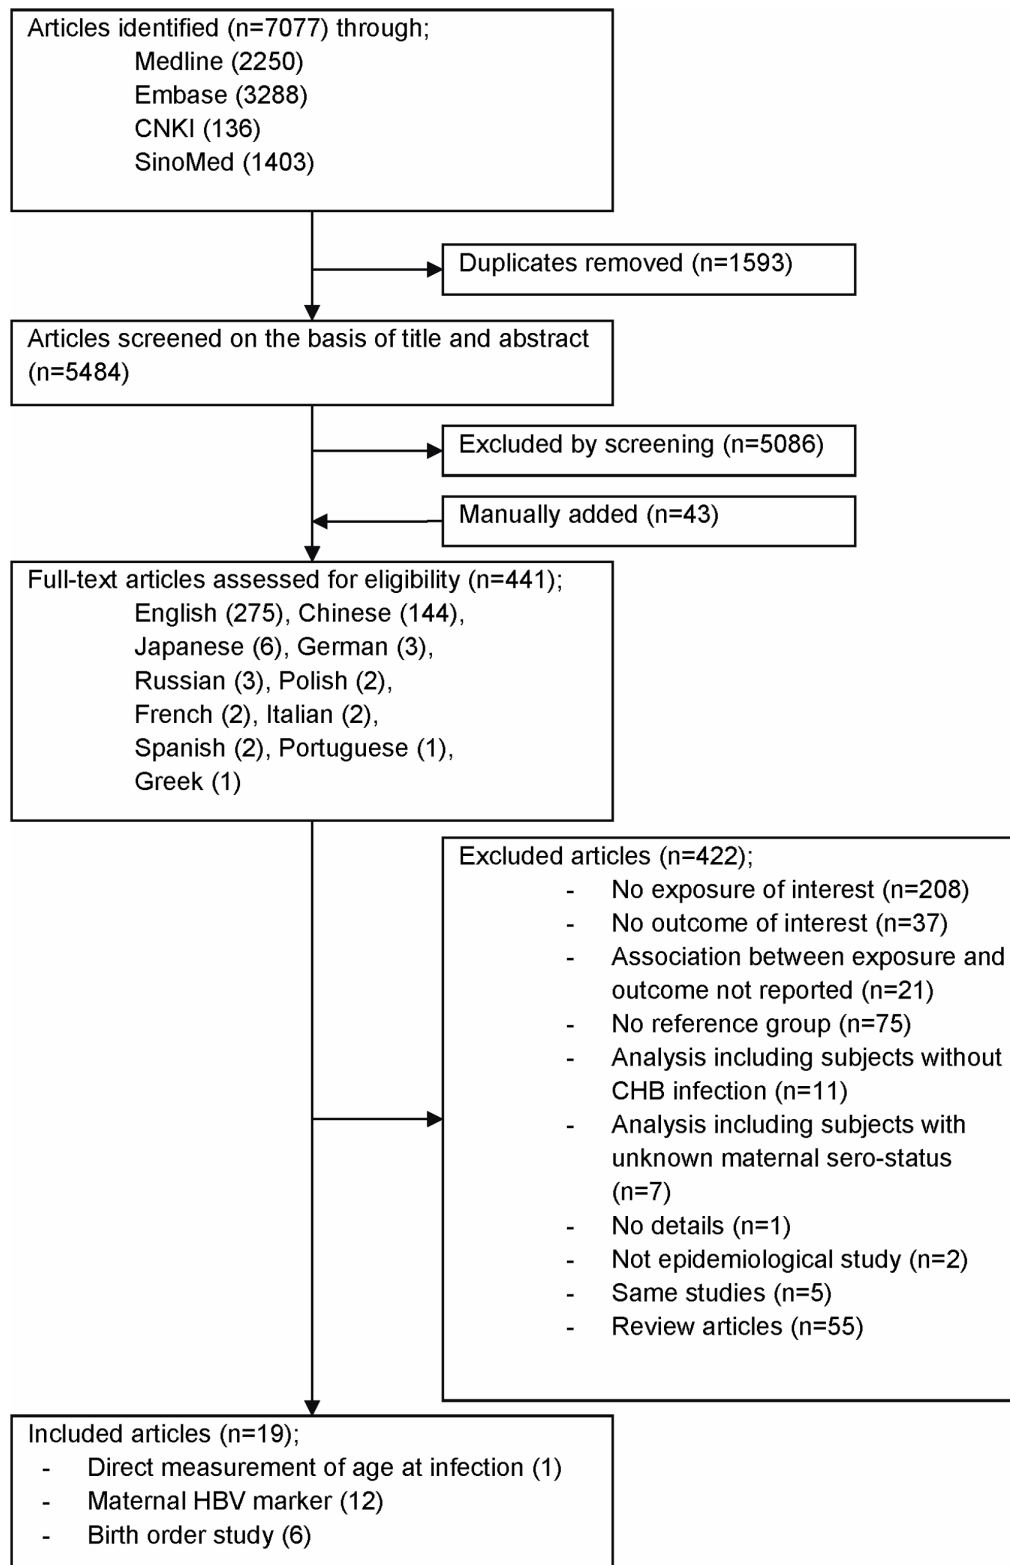 Articles identified (n=7077) through;
Medline (2250)
Embase (3288)
CNKI (136)
SinoMed (1403)
Duplicates removed (n=1593)
Articles screened on the basis of title and abstract
(n=5484)
Excluded by screening (n=5086)
Manually added (n=43)
Full-text articles assessed for eligibility (n=441);
English (275), Chinese (144),
Japanese (6), German (3),
Russian (3), Polish (2),
French (2), Italian (2),
Spanish (2), Portuguese (1),
Greek (1)
Excluded articles (n=422);
- No exposure of interest (n=208)
- No outcome of interest (n=37)
- Association between exposure and
outcome not reported (n=21)
- No reference group (n=75)
- Analysis including subjects without
CHB infection (n=11)
- Analysis including subjects with
unknown maternal sero-status
(n=7)
- No details (n=1)
- Not epidemiological study (n=2)
- Same studies (n=5)
- Review articles (n=55)
Included articles (n=19);
- Direct measurement of age at infection (1)
- Maternal HBV marker (12)
- Birth order study (6)